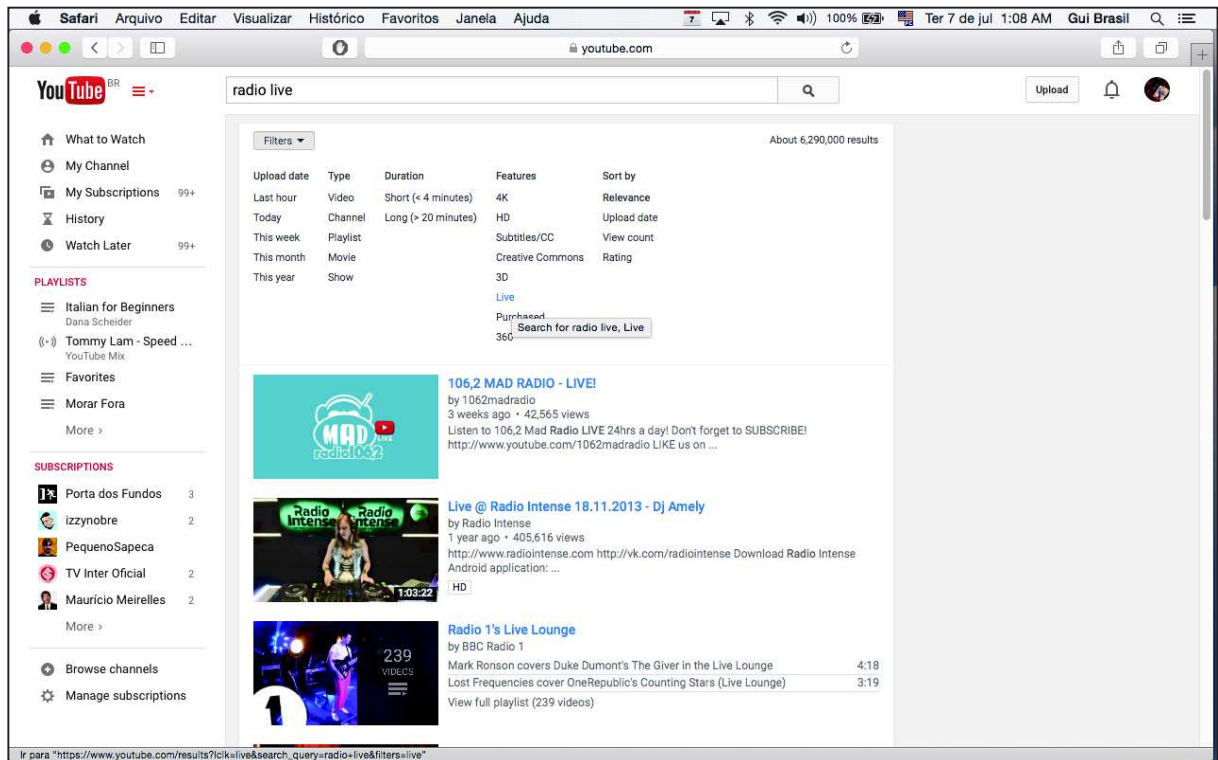 Safari Arquivo Editar Visualizar Histórico Favoritos Janela Ajuda 7 100% Ter 7 de jul 1:08 AM Gui Brasil
youtube.com
YouTube BR
radio live
Upload
What to Watch
My Channel
My Subscriptions 99+
History
Watch Later 99+
PLAYLISTS
Italian for Beginners
Dana Scheider
Tommy Lam - Speed ...
YouTube Mix
Favorites
Morar Fora
More >
SUBSCRIPTIONS
Porta dos Fundos 3
izzynobre 2
PequenoSapeca
TV Inter Oficial 2
Maurício Meirelles 2
More >
Browse channels
Manage subscriptions
Filters
About 6,290,000 results
Upload date Type Duration Features Sort by
Last hour Video Short (< 4 minutes) 4K Relevance
Today Channel Long (> 20 minutes) HD Upload date
This week Playlist Subtitles/CC View count
This month Movie Creative Commons Rating
This year Show 3D
Live
Purchased
360
Search for radio live, Live
MAD
LIVE
radio106,2
106,2 MAD RADIO - LIVE!
by 1062madradio
3 weeks ago • 42,565 views
Listen to 106,2 Mad Radio LIVE 24hrs a day! Don't forget to SUBSCRIBE!
http://www.youtube.com/1062madradio LIKE us on ...
Radio Intense Radio Intense
1:03:22
Live @ Radio Intense 18.11.2013 - Dj Amely
by Radio Intense
1 year ago • 405,616 views
http://www.radiointense.com http://vk.com/radiointense Download Radio Intense
Android application: ...
HD
1
239
VIDEOS
Radio 1's Live Lounge
by BBC Radio 1
Mark Ronson covers Duke Dumont's The Giver in the Live Lounge 4:18
Lost Frequencies cover OneRepublic's Counting Stars (Live Lounge) 3:19
View full playlist (239 videos)
Ir para "https://www.youtube.com/results?lclk=live&search_query=radio+live&filters=live"